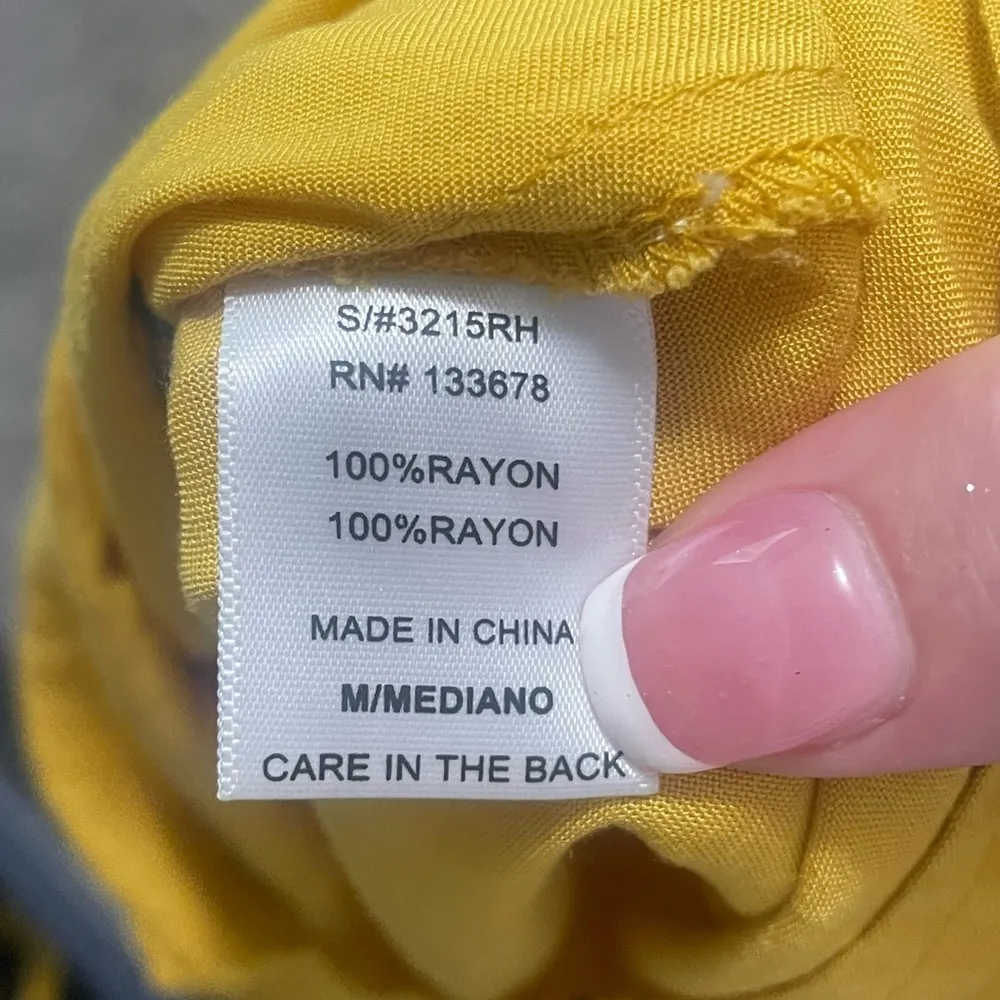 S/#3215RH
RN# 133678
100%RAYON
100%RAYON
MADE IN CHINA
M/MEDIANO
CARE IN THE BACK